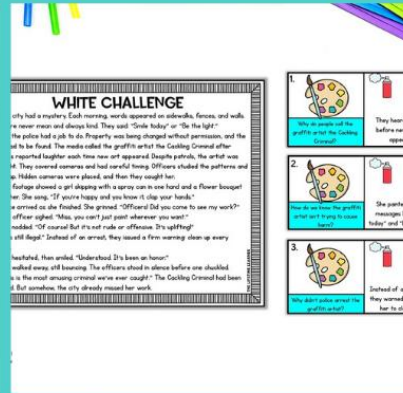 WHITE CHALLENGE
city had a mystery. Each morning, words appeared on sidewalks, fences, and walls.
re never mean and always kind. They said: "Smile today" or "Be the light."
the police had a job to do. Property was being changed without permission, and the
ad to be found. The media called the graffiti artist the Cackling Criminal after
s reported laughter each time new art appeared. Despite patrols, the artist was
ht. They covered cameras and had careful timing. Officers studied the patterns and
ap. Hidden cameras were placed, and then they caught her.
footage showed a girl skipping with a spray can in one hand and a flower bouquet
her. She sang, "If you're happy and you know it clap your hands."
e arrived as she finished. She grinned. "Officers! Did you come to see my work?"
officer sighed. "Miss, you can't just paint wherever you want."
nodded. "Of course! But it's not rude or offensive. It's uplifting!"
s still illegal." Instead of an arrest, they issued a firm warning: clean up every
hesitated, then smiled. "Understood. It's been an honor."
walked away, still bouncing. The officers stood in silence before one chuckled.
s is the most amusing criminal we've ever caught." The Cackling Criminal had been
d. But somehow, the city already missed her work.
1.
Why do people call the
graffiti artist the Cackling
Criminal?
They hear
before new
appe
2.
How do we know the graffiti
artist isn't trying to cause
harm?
She painte
messages l
today" and "
3.
Why didn't police arrest the
graffiti artist?
Instead of a
they warned
her to cle